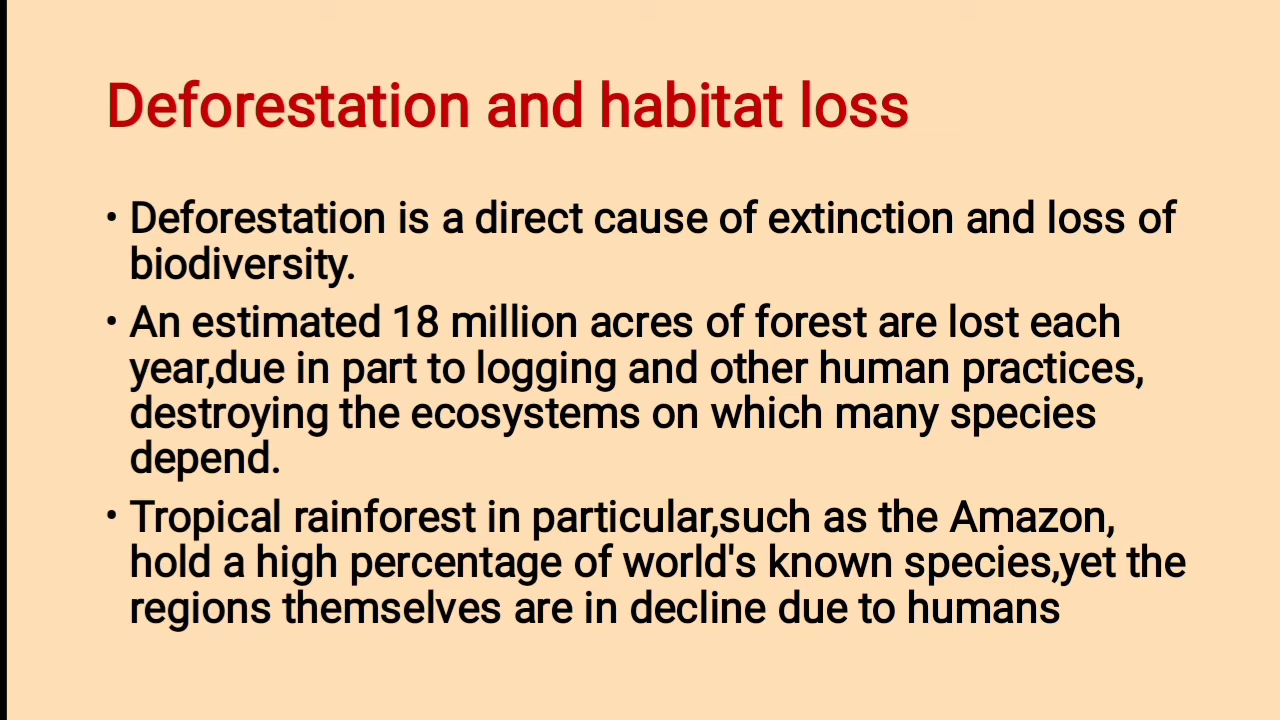 Deforestation and habitat loss
• Deforestation is a direct cause of extinction and loss of
biodiversity.
• An estimated 18 million acres of forest are lost each
year,due in part to logging and other human practices,
destroying the ecosystems on which many species
depend.
• Tropical rainforest in particular,such as the Amazon,
hold a high percentage of world's known species,yet the
regions themselves are in decline due to humans